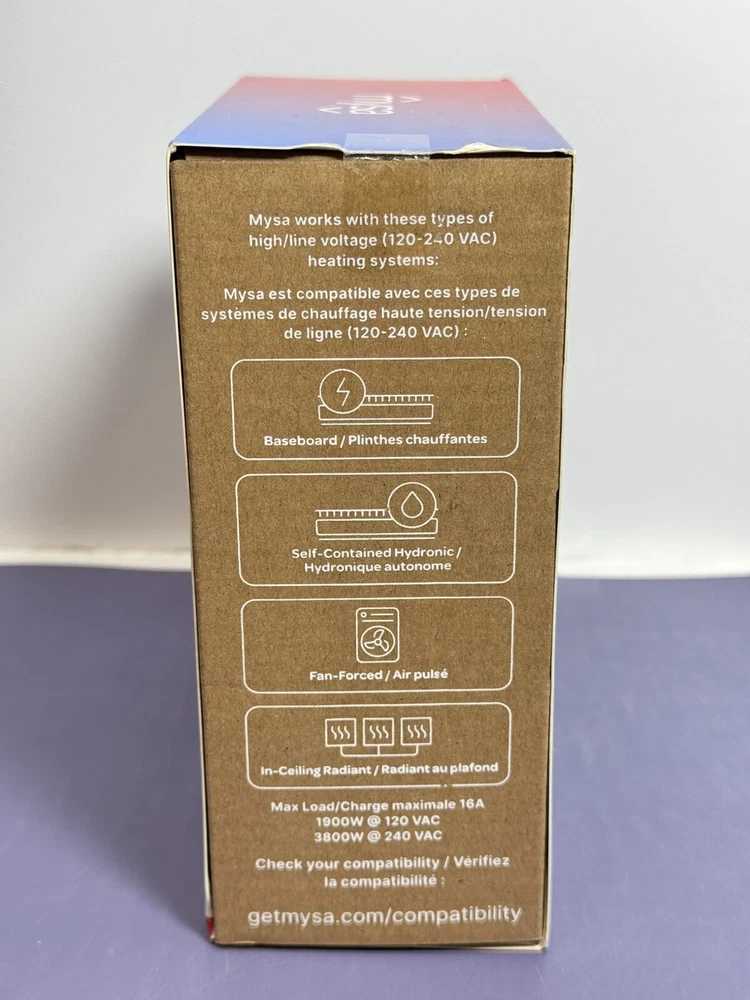 mysa
Mysa works with these types of
high/line voltage (120-240 VAC)
heating systems:
Mysa est compatible avec ces types de
systèmes de chauffage haute tension/tension
de ligne (120-240 VAC) :
Baseboard / Plinthes chauffantes
Self-Contained Hydronic /
Hydronique autonome
Fan-Forced / Air pulsé
In-Ceiling Radiant / Radiant au plafond
Max Load/Charge maximale 16A
1900W @ 120 VAC
3800W @ 240 VAC
Check your compatibility / Vérifiez
la compatibilité :
getmysa.com/compatibility